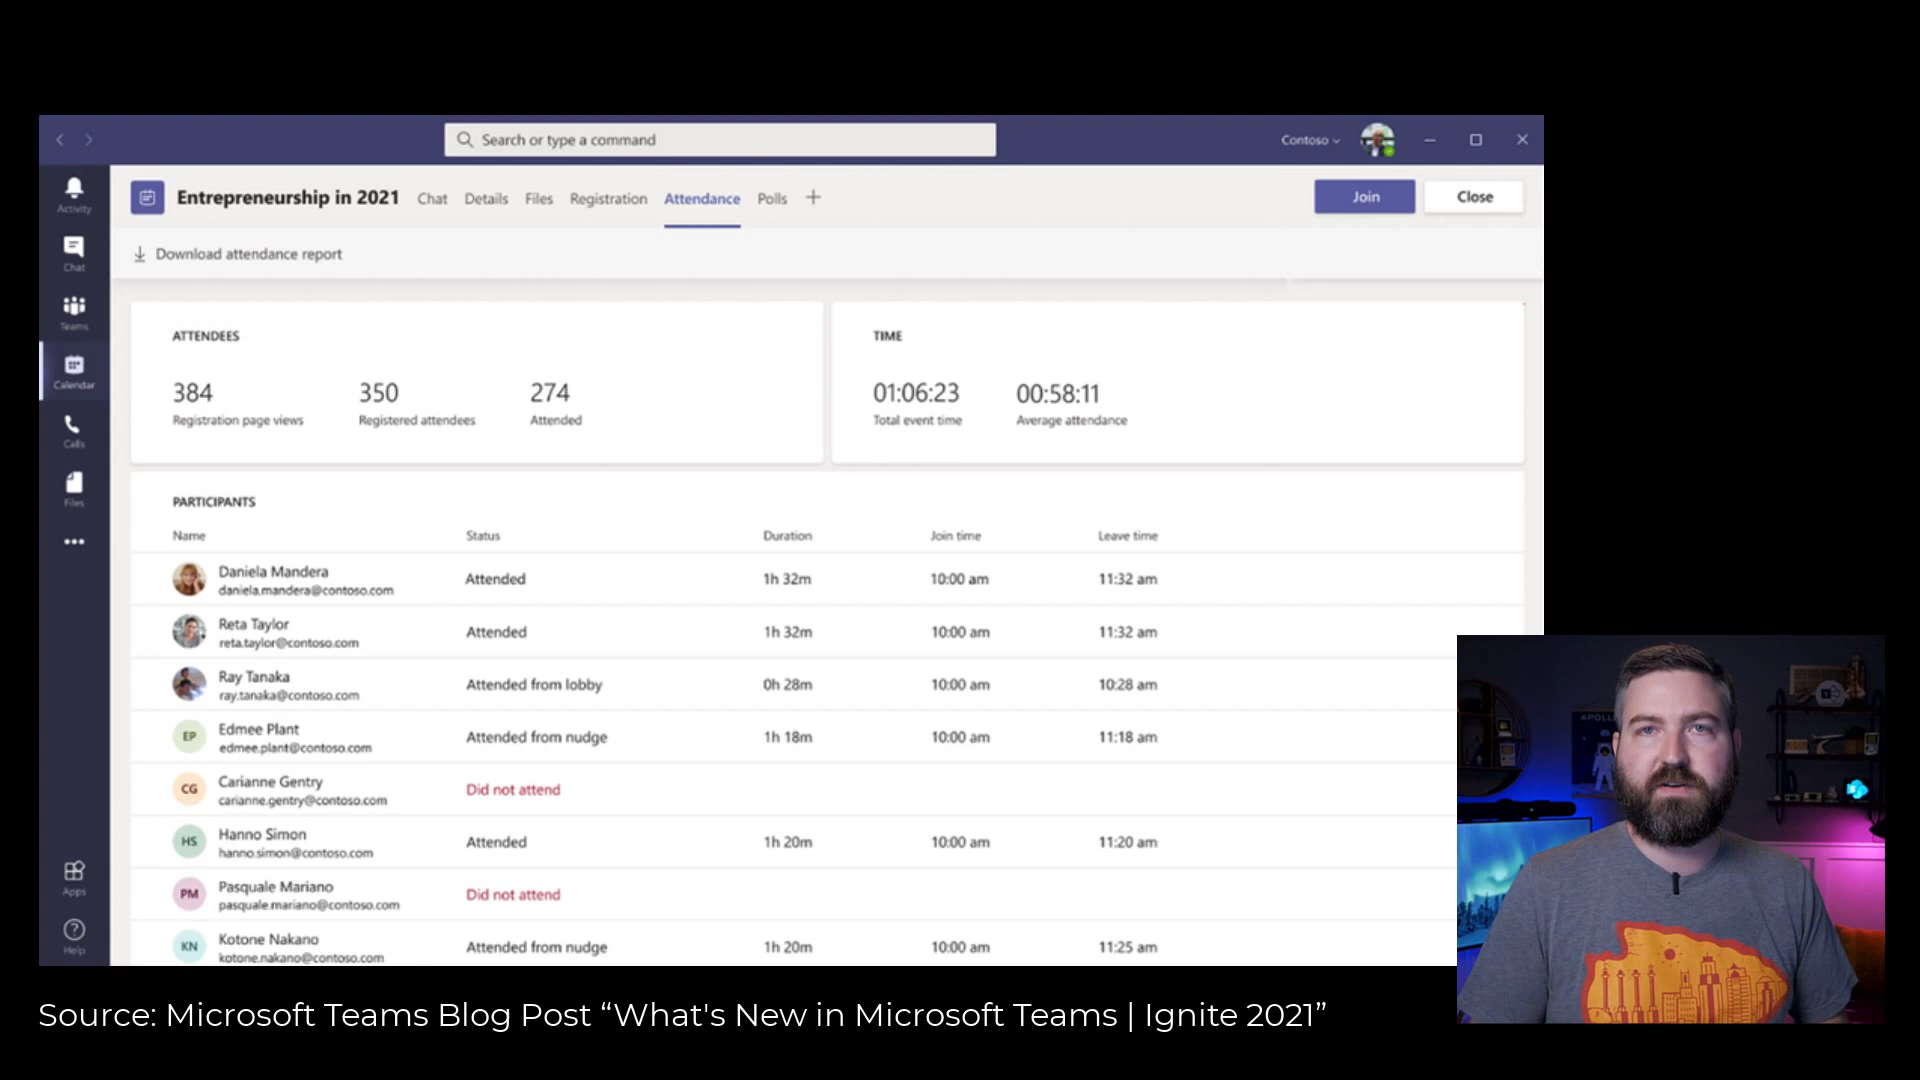 Search or type a command
Contoso
Activity
Chat
Teams
Calendar
Calls
Files
Apps
Help
Entrepreneurship in 2021 Chat Details Files Registration Attendance Polls
Join Close
Download attendance report
ATTENDEES
384 350 274
Registration page views Registered attendees Attended
TIME
01:06:23 00:58:11
Total event time Average attendance
PARTICIPANTS
Name Status Duration Join time Leave time
Daniela Mandera
daniela.mandera@contoso.com
Attended 1h 32m 10:00 am 11:32 am
Reta Taylor
reta.taylor@contoso.com
Attended 1h 32m 10:00 am 11:32 am
Ray Tanaka
ray.tanaka@contoso.com
Attended from lobby 0h 28m 10:00 am 10:28 am
EP
Edmee Plant
edmee.plant@contoso.com
Attended from nudge 1h 18m 10:00 am 11:18 am
CG
Carianne Gentry
carianne.gentry@contoso.com
Did not attend
HS
Hanno Simon
hanno.simon@contoso.com
Attended 1h 20m 10:00 am 11:20 am
PM
Pasquale Mariano
pasquale.mariano@contoso.com
Did not attend
KN
Kotone Nakano
kotone.nakano@contoso.com
Attended from nudge 1h 20m 10:00 am 11:25 am
Source: Microsoft Teams Blog Post “What's New in Microsoft Teams | Ignite 2021”